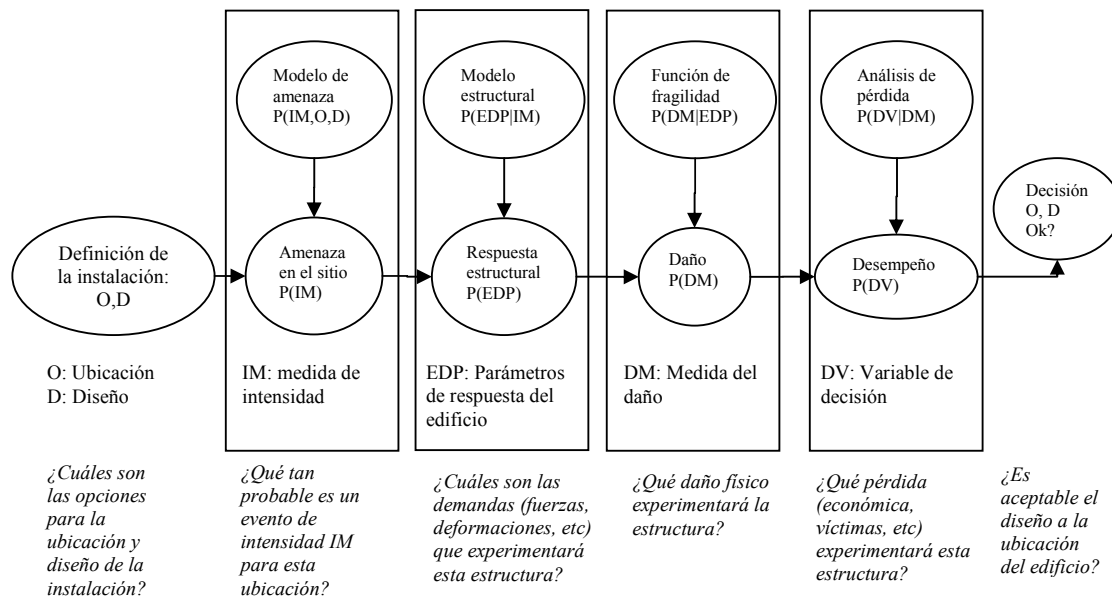 Modelo de
amenaza
P(IM,O,D)
Modelo
estructural
P(EDP|IM)
Función de
fragilidad
P(DM|EDP)
Análisis de
pérdida
P(DV|DM)
Definición de
la instalación:
O,D
Amenaza
en el sitio
P(IM)
Respuesta
estructural
P(EDP)
Daño
P(DM)
Desempeño
P(DV)
Decisión
O, D
Ok?
O: Ubicación
D: Diseño
IM: medida de
intensidad
EDP: Parámetros
de respuesta del
edificio
DM: Medida del
daño
DV: Variable de
decisión
¿Cuáles son
las opciones
para la
ubicación y
diseño de la
instalación?
¿Qué tan
probable es un
evento de
intensidad IM
para esta
ubicación?
¿Cuáles son las
demandas (fuerzas,
deformaciones, etc)
que experimentará
esta estructura?
¿Qué daño físico
experimentará la
estructura?
¿Qué pérdida
(económica,
víctimas, etc)
experimentará esta
estructura?
¿Es
aceptable el
diseño a la
ubicación
del edificio?